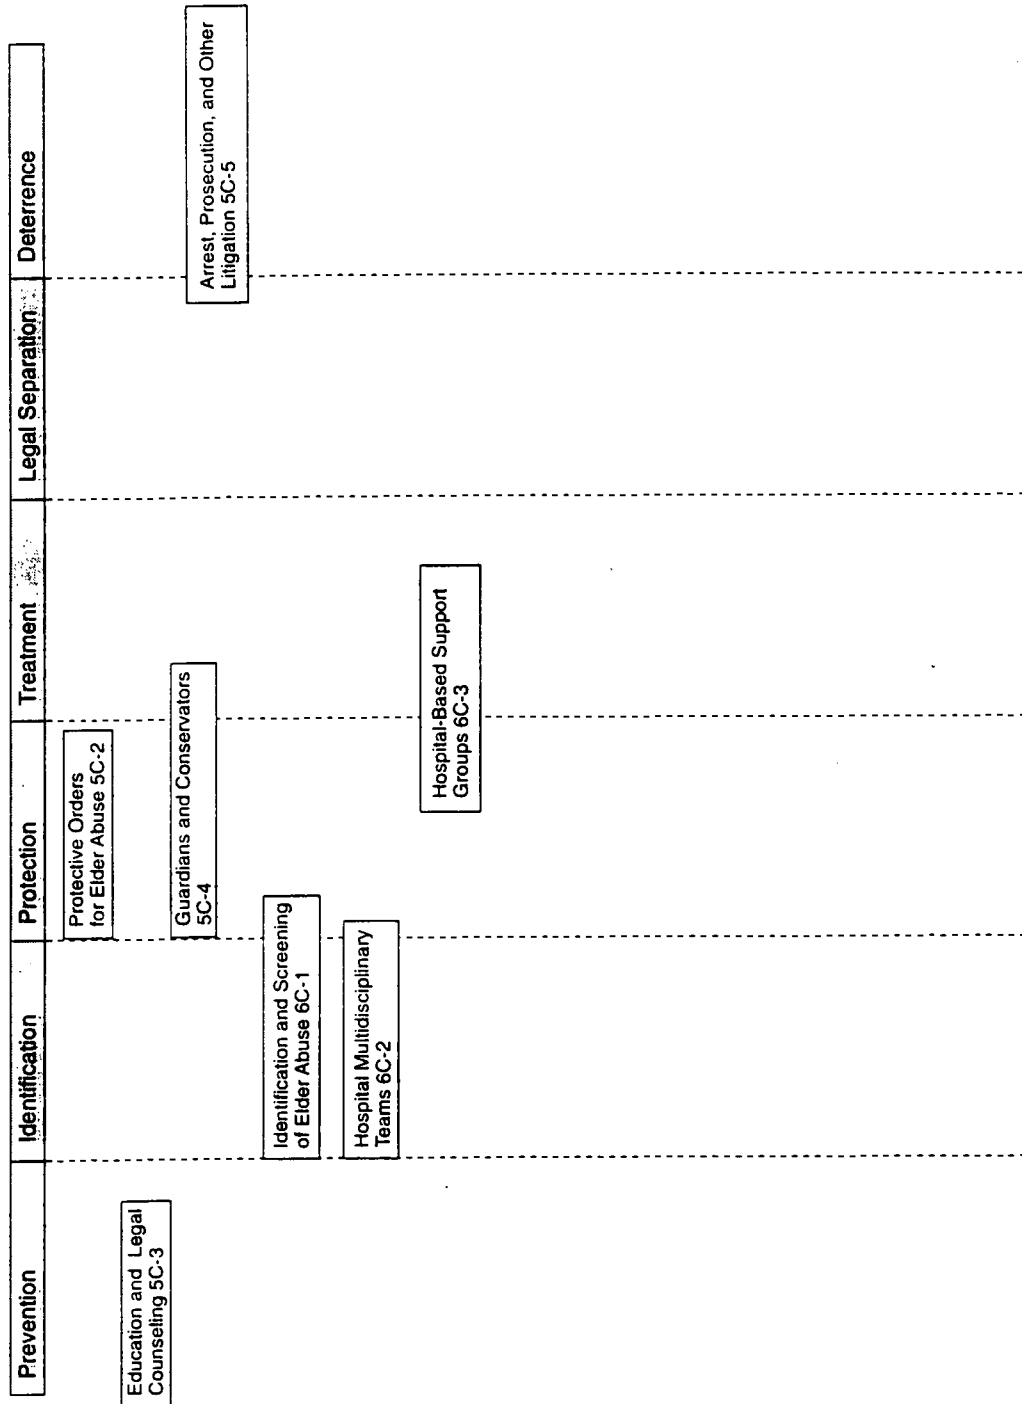 Prevention
Identification
Protection
Treatment
Legal Separation
Deterrence
Protective Orders
for Elder Abuse 5C-2
Education and Legal
Counseling 5C-3
Guardians and Conservators
5C-4
Arrest, Prosecution, and Other
Litigation 5C-5
Identification and Screening
of Elder Abuse 6C-1
Hospital Multidisciplinary
Teams 6C-2
Hospital-Based Support
Groups 6C-3